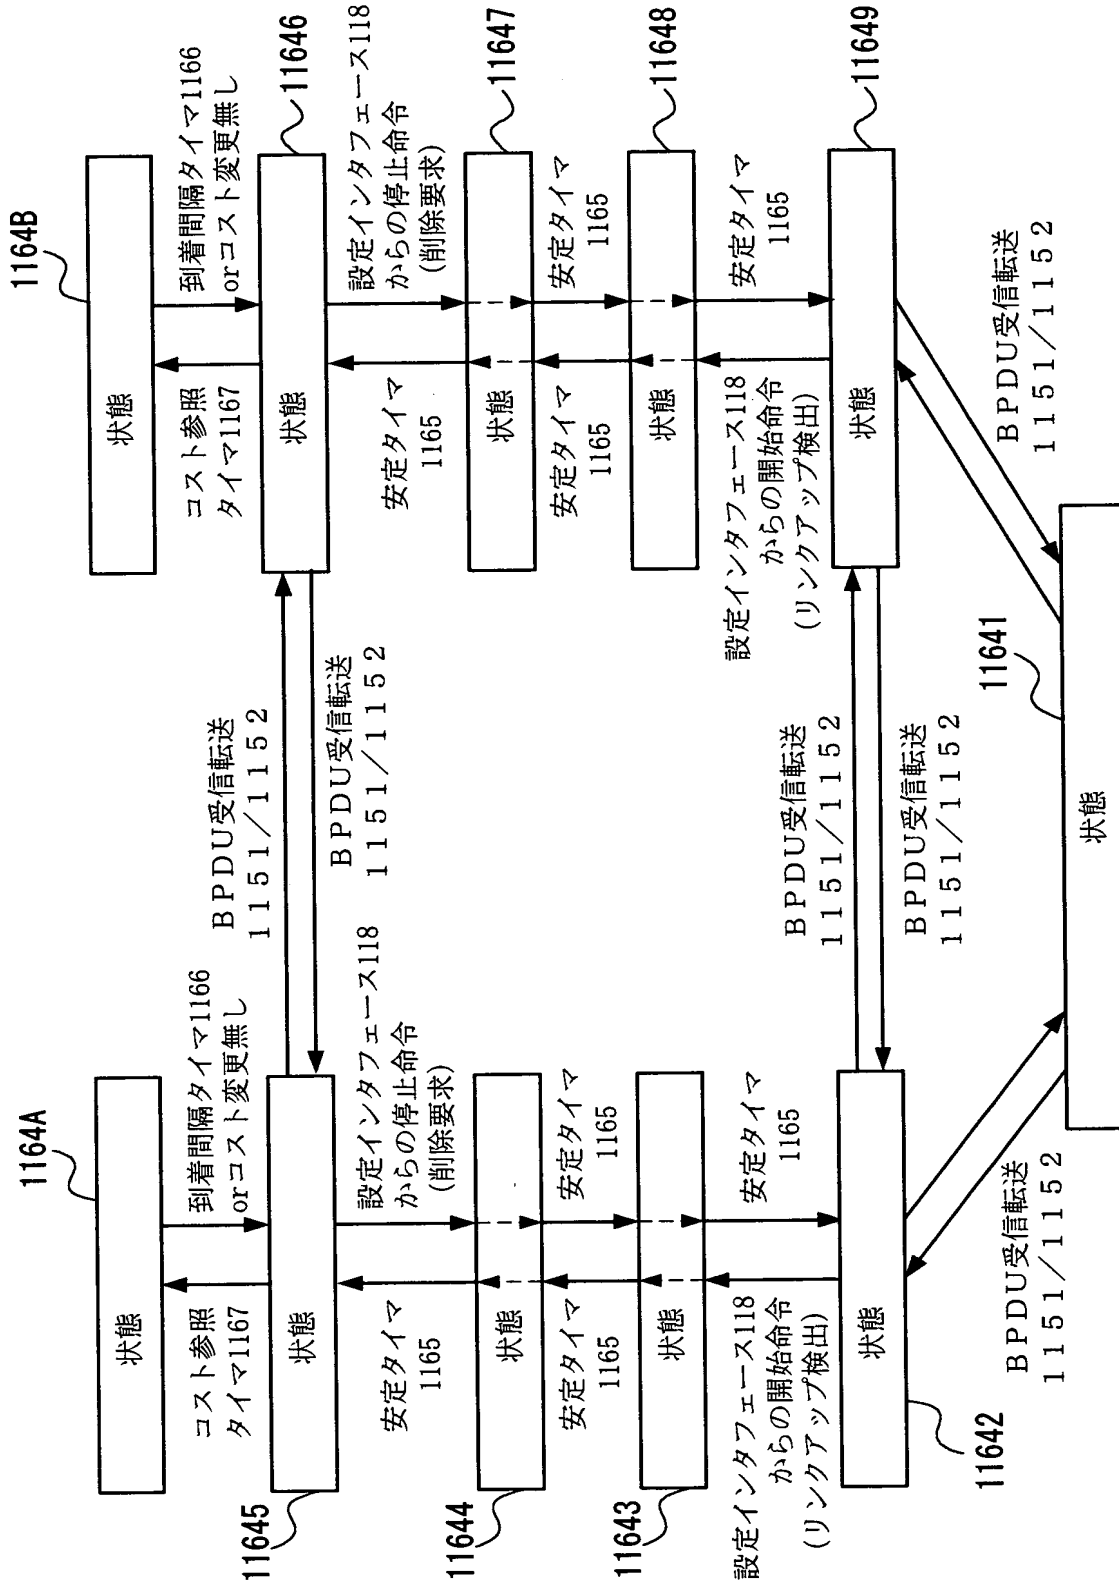 1164A
状態
コスト参照
タイマ1167
到着間隔タイマ1166
orコスト変更無し
11645
状態
安定タイマ
1165
設定インタフェース118
からの停止命令
(削除要求)
11644
状態
安定タイマ
1165
安定タイマ
1165
11643
状態
設定インタフェース118
からの開始命令
(リンクアップ検出)
安定タイマ
1165
11642
状態
BPDU受信転送
1151/1152
BPDU受信転送
1151/1152
BPDU受信転送
1151/1152
BPDU受信転送
1151/1152
1164B
状態
コスト参照
タイマ1167
到着間隔タイマ1166
orコスト変更無し
11646
状態
安定タイマ
1165
設定インタフェース118
からの停止命令
(削除要求)
11647
状態
安定タイマ
1165
安定タイマ
1165
11648
状態
設定インタフェース118
からの開始命令
(リンクアップ検出)
安定タイマ
1165
11649
状態
BPDU受信転送
1151/1152
BPDU受信転送
1151/1152
11641
状態